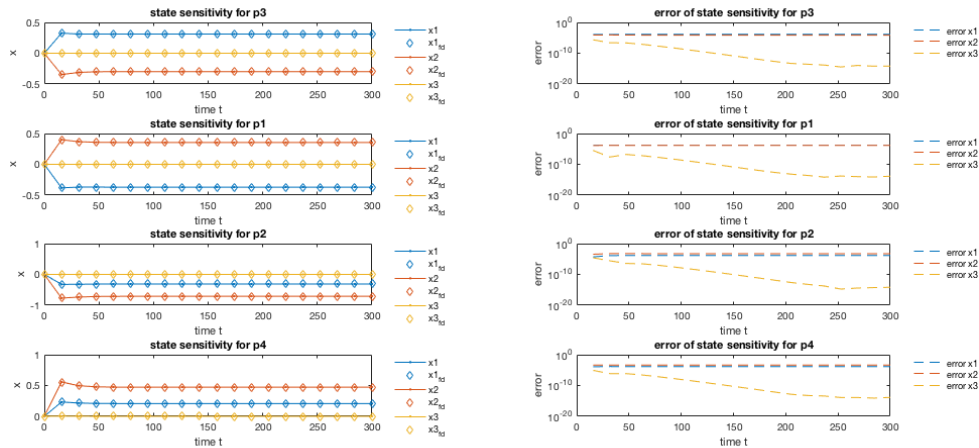 state sensitivity for p3
x
0.5
0
-0.5
0 50 100 150 200 250 300
time t
x1
x1fd
x2
x2fd
x3
x3fd
error of state sensitivity for p3
error
10^0
10^-10
10^-20
0 50 100 150 200 250 300
time t
error x1
error x2
error x3
state sensitivity for p1
x
0.5
0
-0.5
0 50 100 150 200 250 300
time t
x1
x1fd
x2
x2fd
x3
x3fd
error of state sensitivity for p1
error
10^0
10^-10
10^-20
0 50 100 150 200 250 300
time t
error x1
error x2
error x3
state sensitivity for p2
x
1
0
-1
0 50 100 150 200 250 300
time t
x1
x1fd
x2
x2fd
x3
x3fd
error of state sensitivity for p2
error
10^0
10^-10
10^-20
0 50 100 150 200 250 300
time t
error x1
error x2
error x3
state sensitivity for p4
x
1
0.5
0
0 50 100 150 200 250 300
time t
x1
x1fd
x2
x2fd
x3
x3fd
error of state sensitivity for p4
error
10^0
10^-10
10^-20
0 50 100 150 200 250 300
time t
error x1
error x2
error x3